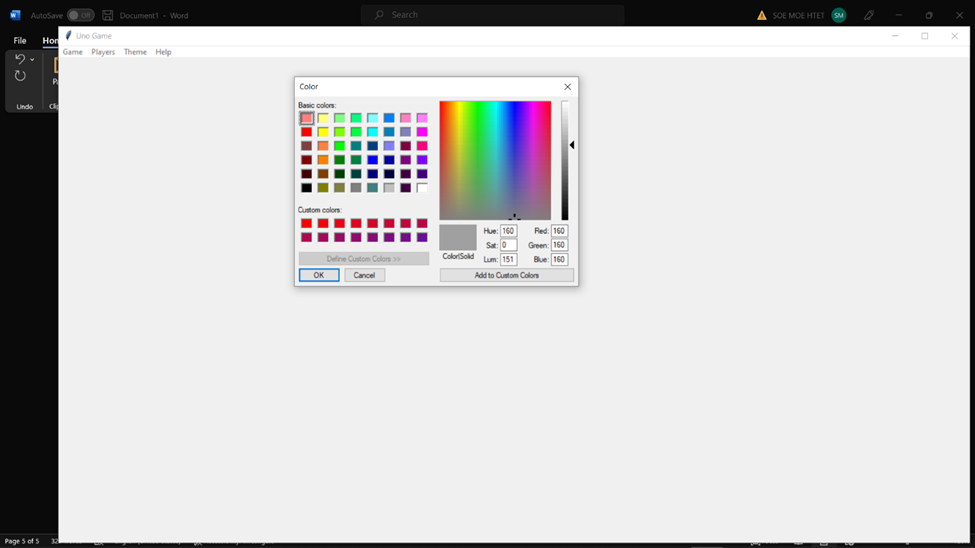 AutoSave Off Document1 - Word Search SOE MOE HTET SM
File
Uno Game
Game Players Theme Help
Undo
Color
Basic colors:
Custom colors:
Define Custom Colors >>
OK Cancel
Color|Solid
Hue: 160 Red: 160
Sat: 0 Green: 160
Lum: 151 Blue: 160
Add to Custom Colors
Page 5 of 5